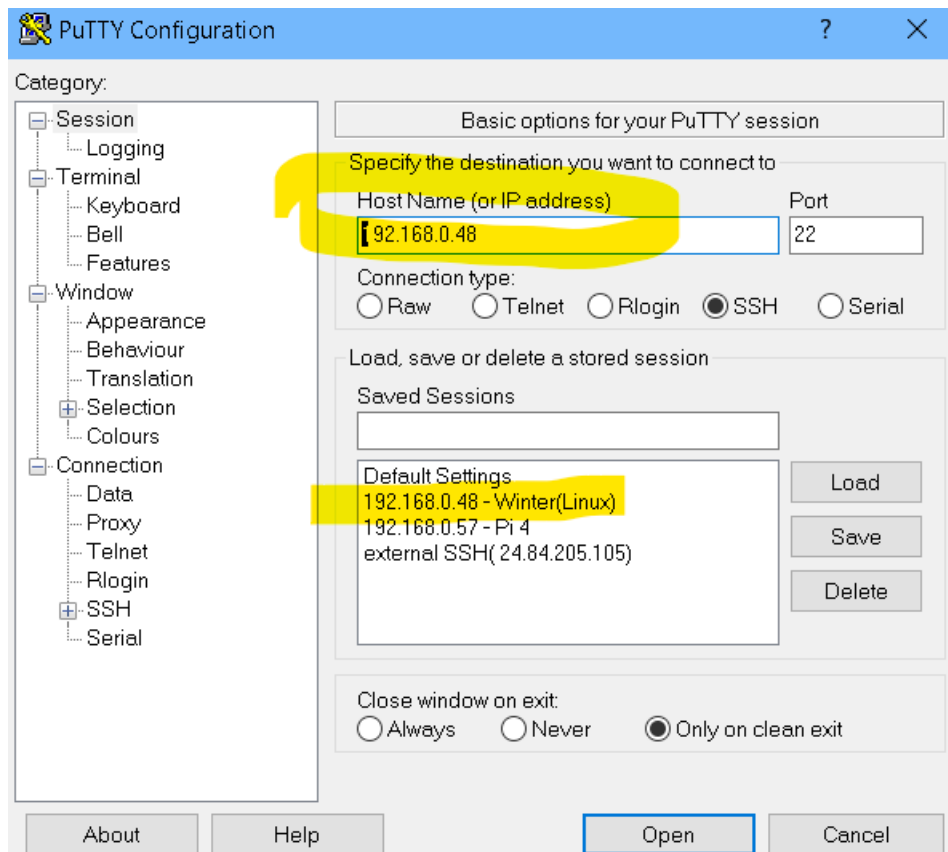 PuTTY Configuration ? ×
Category:
Session
Logging
Terminal
Keyboard
Bell
Features
Window
Appearance
Behaviour
Translation
Selection
Colours
Connection
Data
Proxy
Telnet
Rlogin
SSH
Serial
Basic options for your PuTTY session
Specify the destination you want to connect to
Host Name (or IP address) Port
192.168.0.48 22
Connection type:
Raw Telnet Rlogin SSH Serial
Load, save or delete a stored session
Saved Sessions
Default Settings
192.168.0.48 - Winter(Linux)
192.168.0.57 - Pi 4
external SSH( 24.84.205.105)
Load
Save
Delete
Close window on exit:
Always Never Only on clean exit
About Help Open Cancel